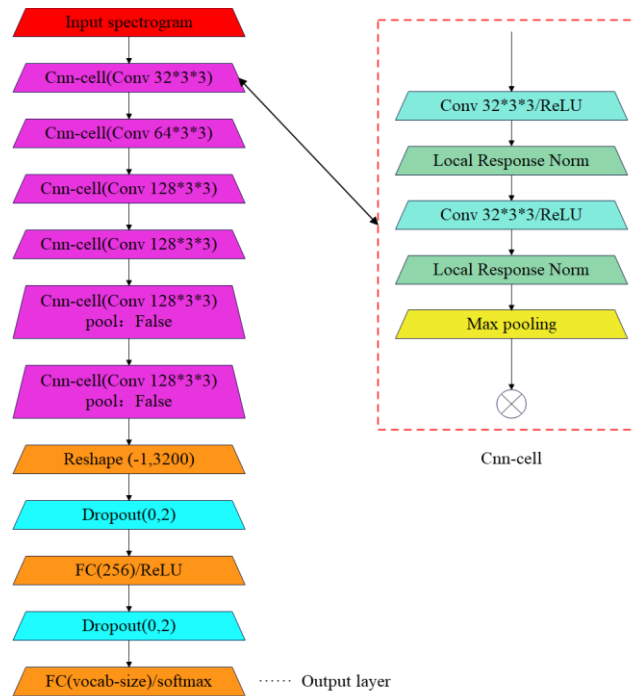 Input spectrogram
Cnn-cell(Conv 32*3*3)
Cnn-cell(Conv 64*3*3)
Cnn-cell(Conv 128*3*3)
Cnn-cell(Conv 128*3*3)
Cnn-cell(Conv 128*3*3)
pool：False
Cnn-cell(Conv 128*3*3)
pool：False
Reshape (-1,3200)
Dropout(0,2)
FC(256)/ReLU
Dropout(0,2)
FC(vocab-size)/softmax ...... Output layer
Conv 32*3*3/ReLU
Local Response Norm
Conv 32*3*3/ReLU
Local Response Norm
Max pooling
Cnn-cell